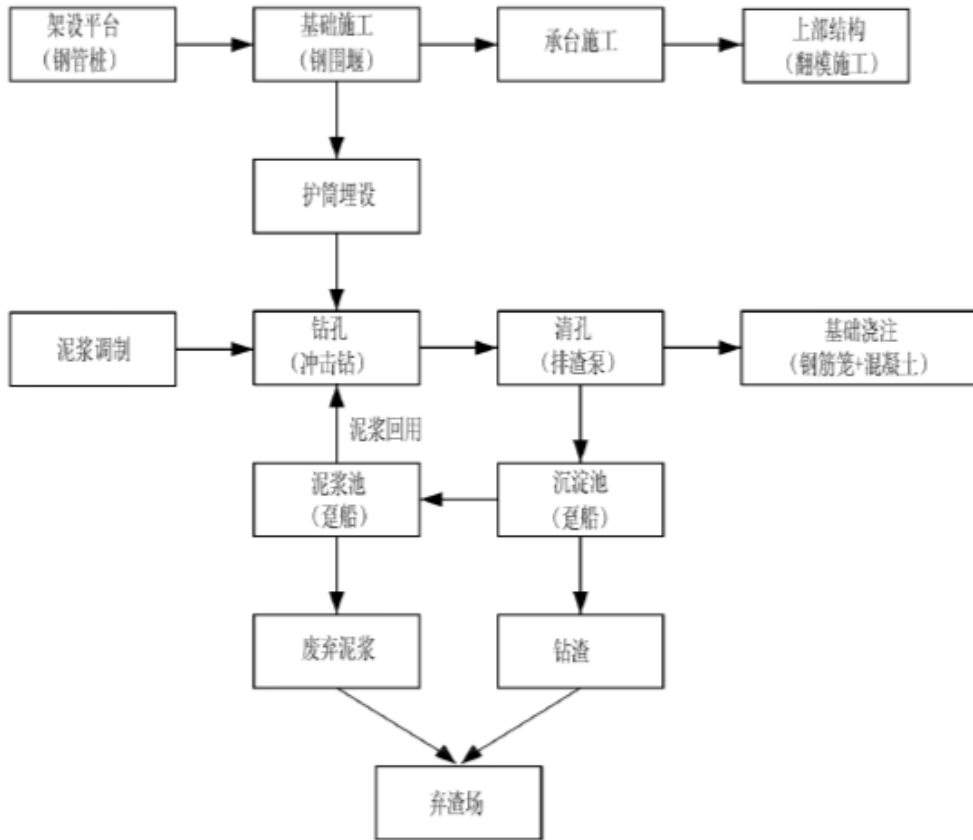 架设平台
（钢管桩）
基础施工
（钢围堰）
承台施工
上部结构
（翻模施工）
护筒埋设
泥浆调制
钻孔
（冲击钻）
清孔
（排渣泵）
基础浇注
（钢筋笼+混凝土）
泥浆回用
泥浆池
（趸船）
沉淀池
（趸船）
废弃泥浆
钻渣
弃渣场